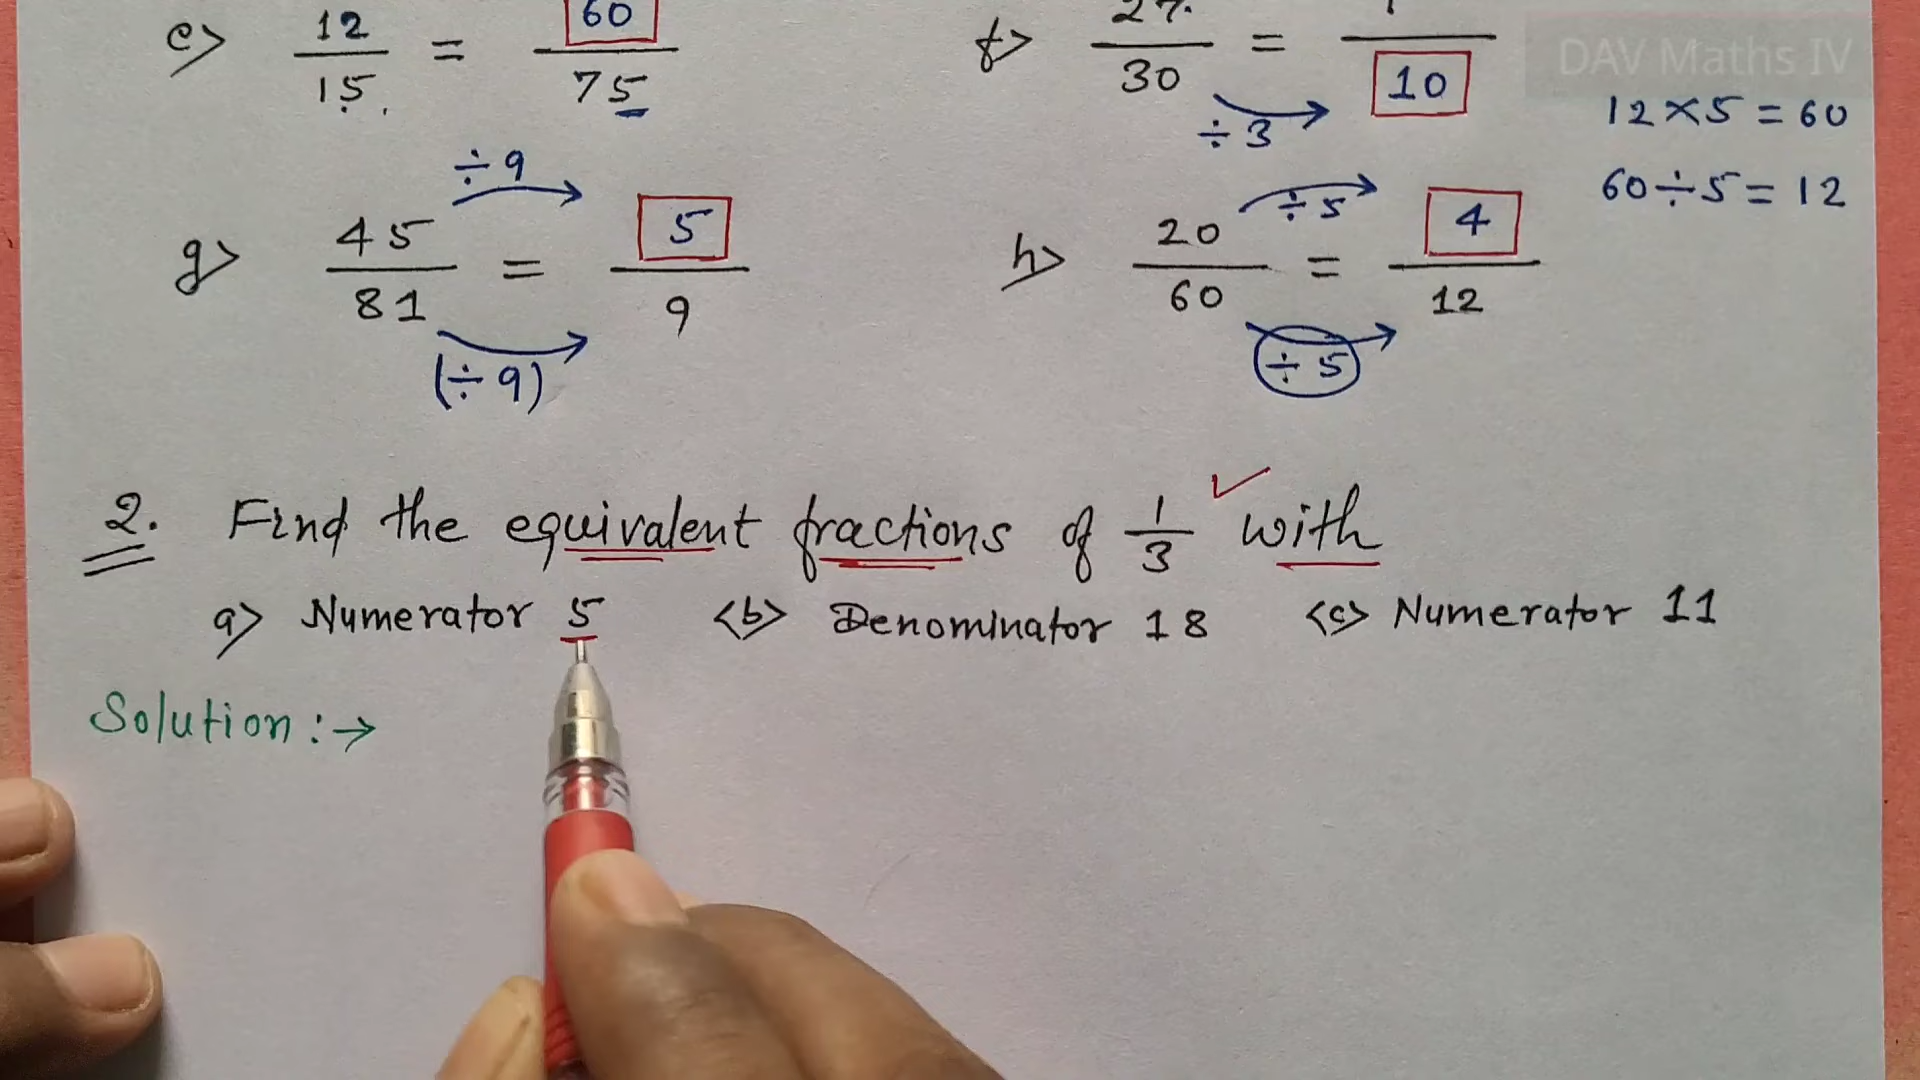 e> 12/15 = 60/75
f> 27/30 = /10
÷3
DAV Maths IV
12 × 5 = 60
60 ÷ 5 = 12
÷9
g> 45/81 = 5/9
(÷9)
÷5
h> 20/60 = 4/12
÷5
2. Find the equivalent fractions of 1/3 ✓ with
a> Numerator 5 <b> Denominator 18 <c> Numerator 11
Solution :→